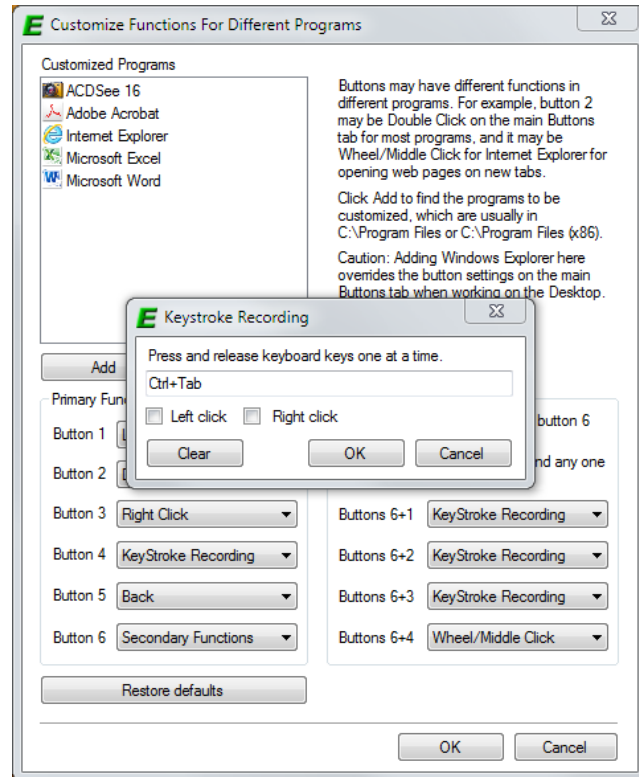 Customize Functions For Different Programs
Customized Programs
ACDSee 16
Adobe Acrobat
Internet Explorer
Microsoft Excel
Microsoft Word
Buttons may have different functions in
different programs. For example, button 2
may be Double Click on the main Buttons
tab for most programs, and it may be
Wheel/Middle Click for Internet Explorer for
opening web pages on new tabs.
Click Add to find the programs to be
customized, which are usually in
C:\Program Files or C:\Program Files (x86).
Caution: Adding Windows Explorer here
overrides the button settings on the main
Buttons tab when working on the Desktop.
Keystroke Recording
Press and release keyboard keys one at a time.
Ctrl+Tab
Left click Right click
Clear OK Cancel
Add
Primary
button 6
Button 1
any one
Button 2
Button 3 Right Click
Buttons 6+1 KeyStroke Recording
Button 4 KeyStroke Recording
Buttons 6+2 KeyStroke Recording
Button 5 Back
Buttons 6+3 KeyStroke Recording
Button 6 Secondary Functions
Buttons 6+4 Wheel/Middle Click
Restore defaults
OK Cancel